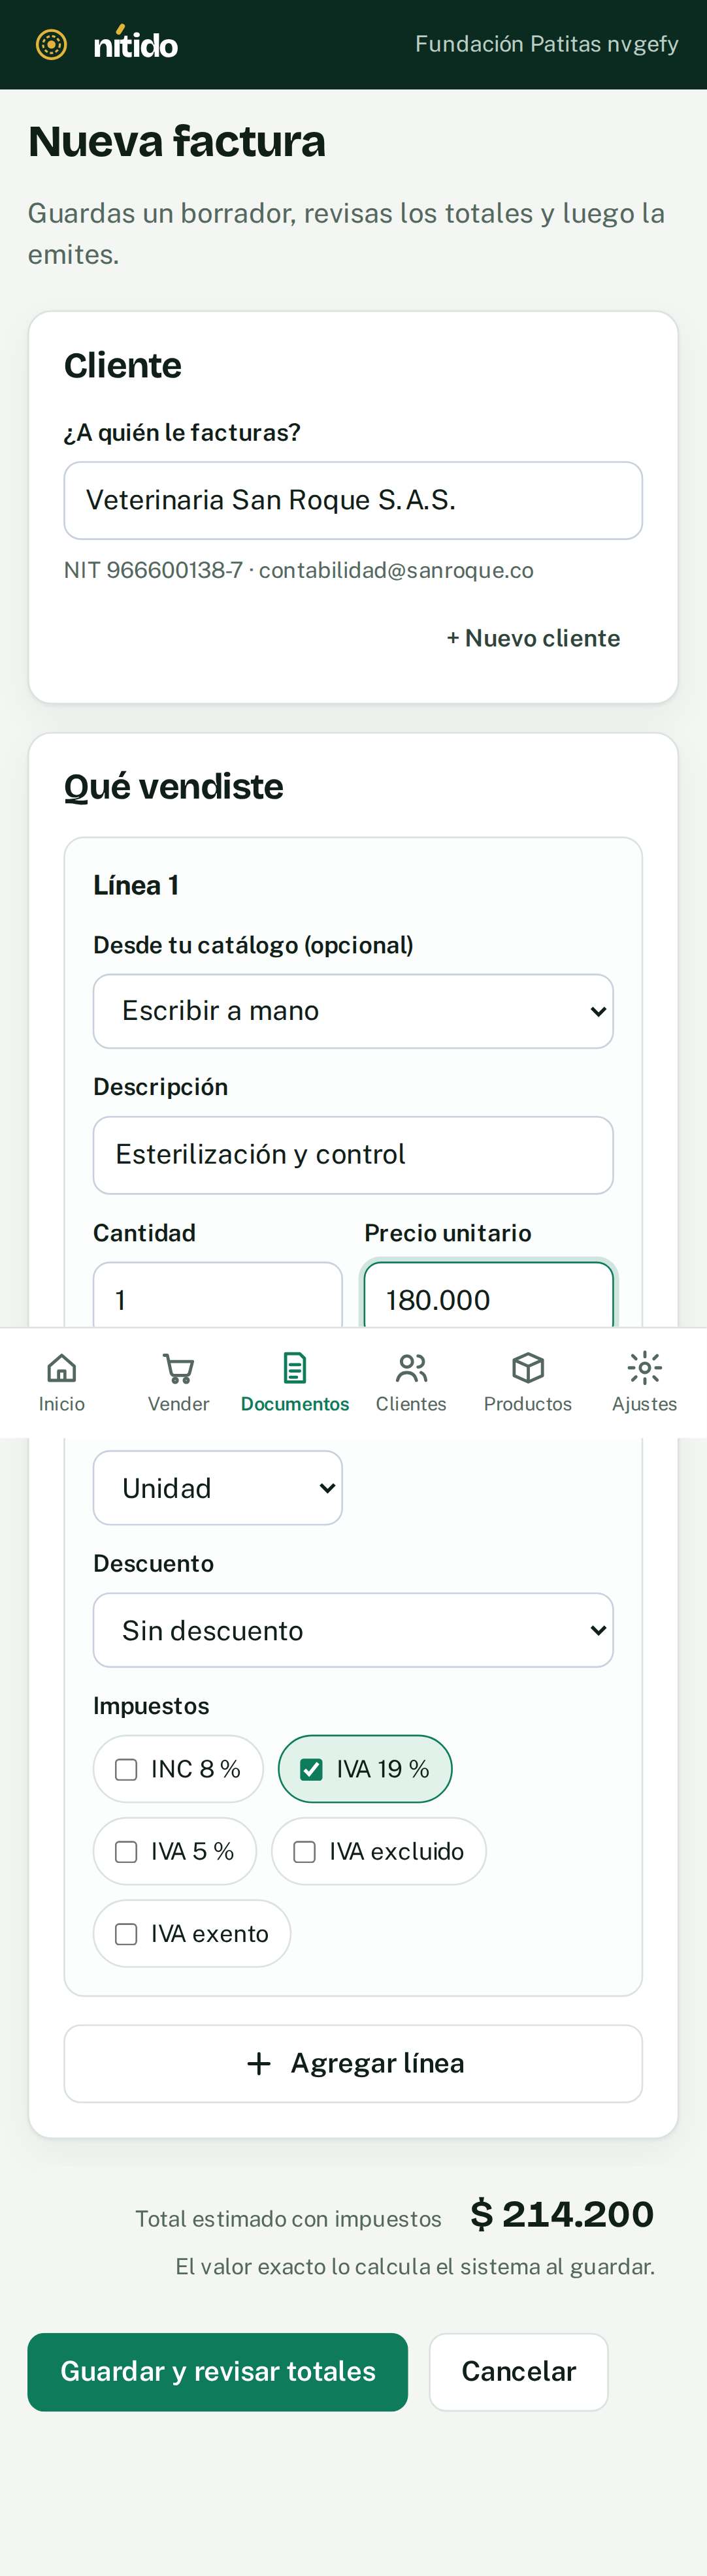 nítido
Fundación Patitas nvgefy
Nueva factura
Guardas un borrador, revisas los totales y luego la
emites.
Cliente
¿A quién le facturas?
Veterinaria San Roque S.A.S.
NIT 966600138-7 · contabilidad@sanroque.co
+ Nuevo cliente
Qué vendiste
Línea 1
Desde tu catálogo (opcional)
Escribir a mano
Descripción
Esterilización y control
Cantidad
Precio unitario
1
180.000
Inicio
Vender
Documentos
Clientes
Productos
Ajustes
Unidad
Descuento
Sin descuento
Impuestos
INC 8 %
IVA 19 %
IVA 5 %
IVA excluido
IVA exento
+ Agregar línea
Total estimado con impuestos $ 214.200
El valor exacto lo calcula el sistema al guardar.
Guardar y revisar totales
Cancelar